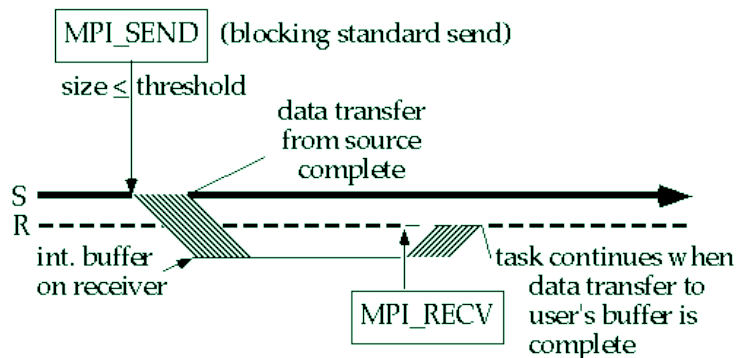 MPI_SEND (blocking standard send)
size ≤ threshold
data transfer
from source
complete
S
R
int. buffer
on receiver
task continues when
data transfer to
user's buffer is
complete
MPI_RECV